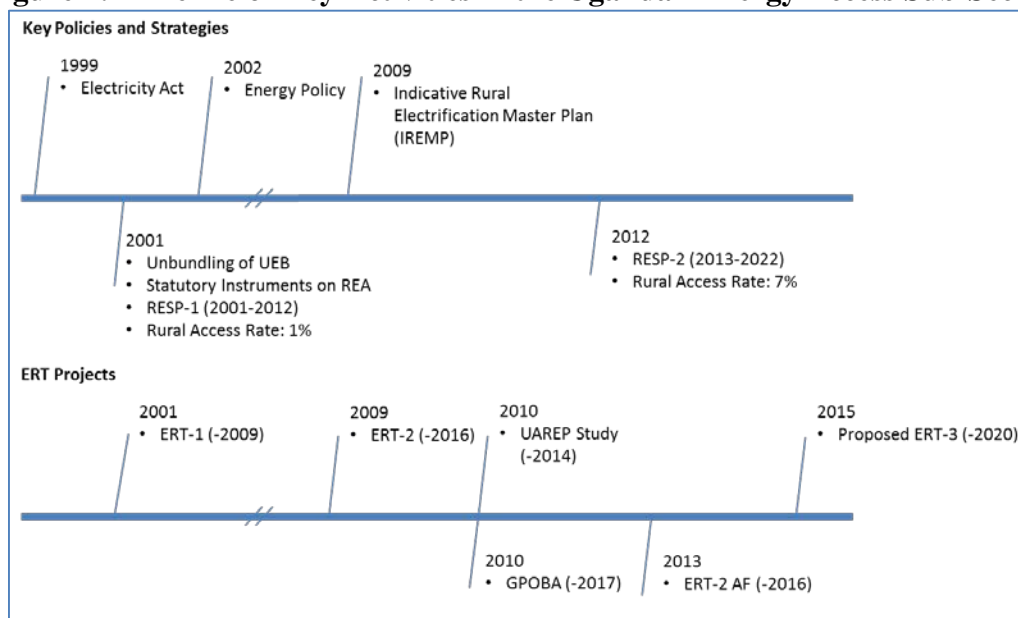 Key Policies and Strategies
1999
• Electricity Act
2002
• Energy Policy
2009
• Indicative Rural
Electrification Master Plan
(IREMP)
2001
• Unbundling of UEB
• Statutory Instruments on REA
• RESP-1 (2001-2012)
• Rural Access Rate: 1%
2012
• RESP-2 (2013-2022)
• Rural Access Rate: 7%
ERT Projects
2001
• ERT-1 (-2009)
2009
• ERT-2 (-2016)
2010
• UAREP Study
(-2014)
2015
• Proposed ERT-3 (-2020)
2010
• GPOBA (-2017)
2013
• ERT-2 AF (-2016)